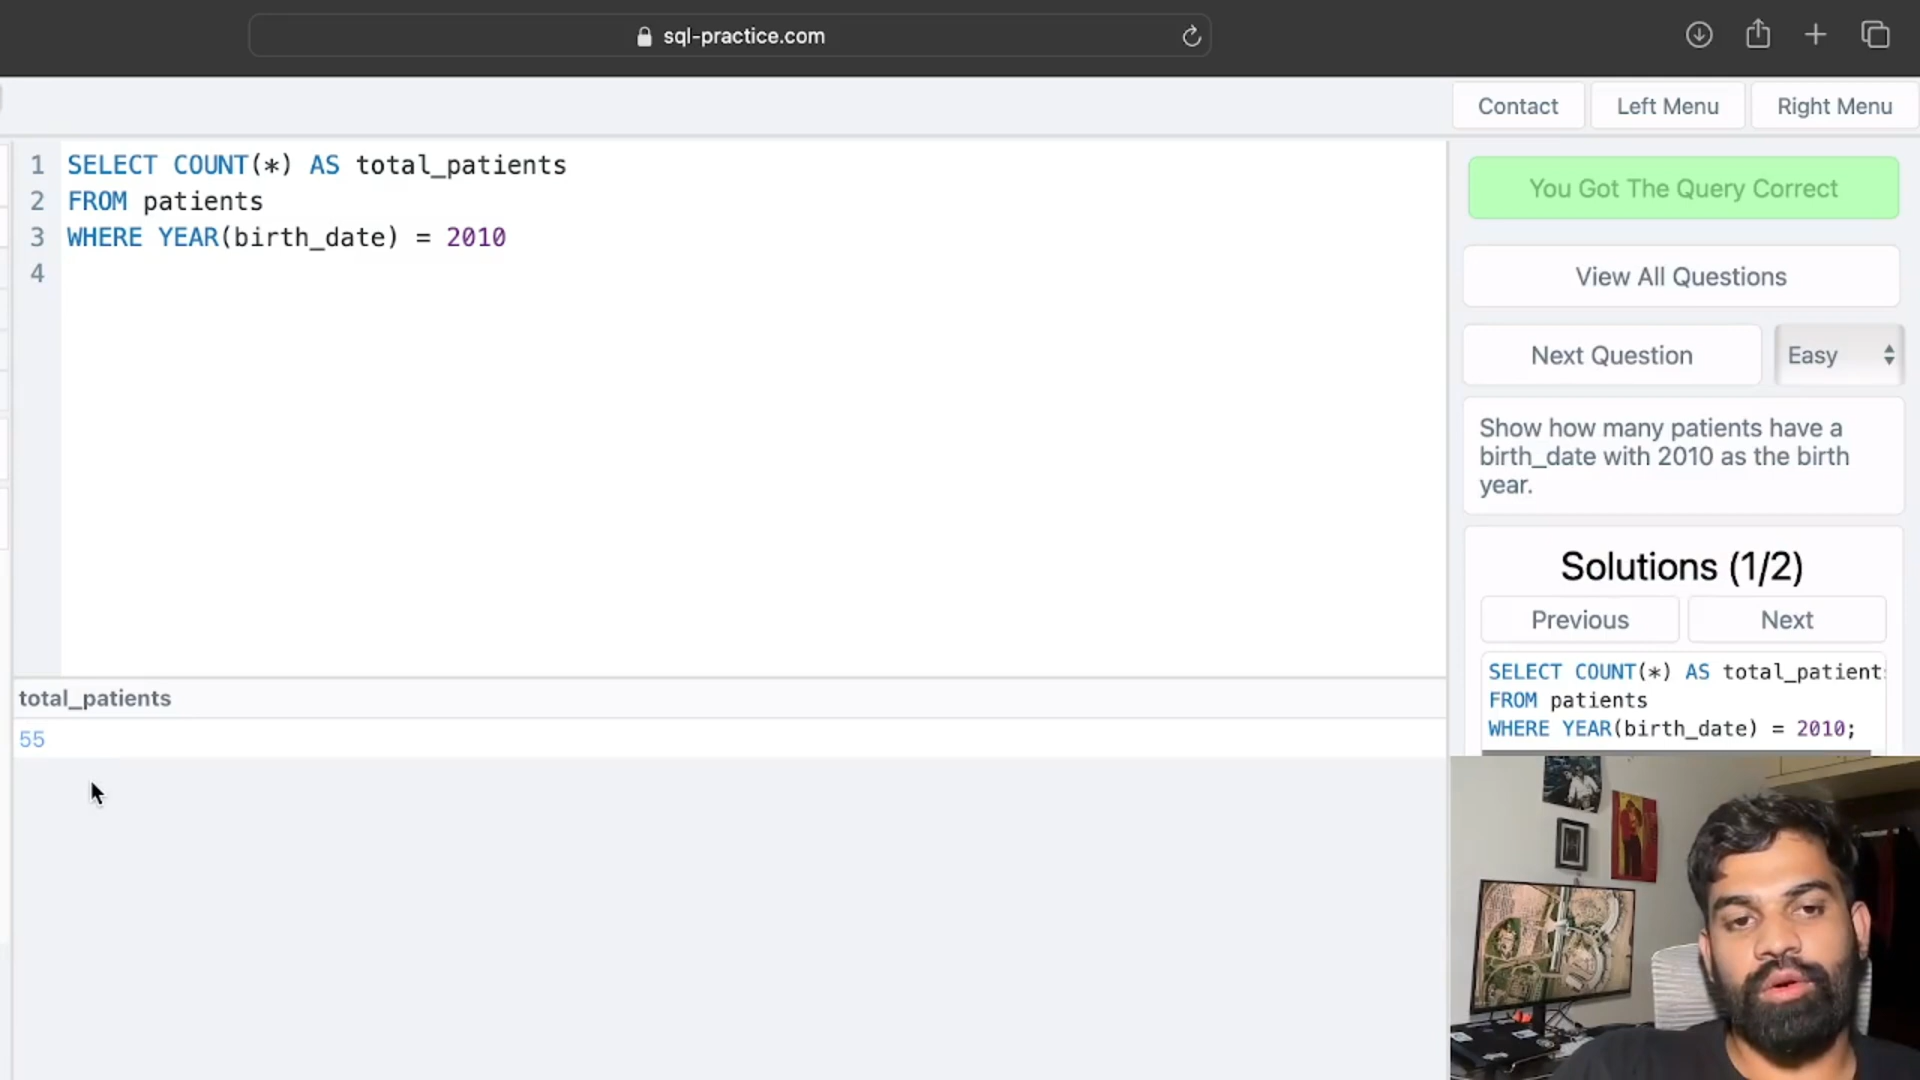 sql-practice.com
Contact
Left Menu
Right Menu
1 SELECT COUNT(*) AS total_patients
2 FROM patients
3 WHERE YEAR(birth_date) = 2010
4
You Got The Query Correct
View All Questions
Next Question
Easy
Show how many patients have a
birth_date with 2010 as the birth
year.
Solutions (1/2)
Previous
Next
SELECT COUNT(*) AS total_patient
FROM patients
WHERE YEAR(birth_date) = 2010;
total_patients
55